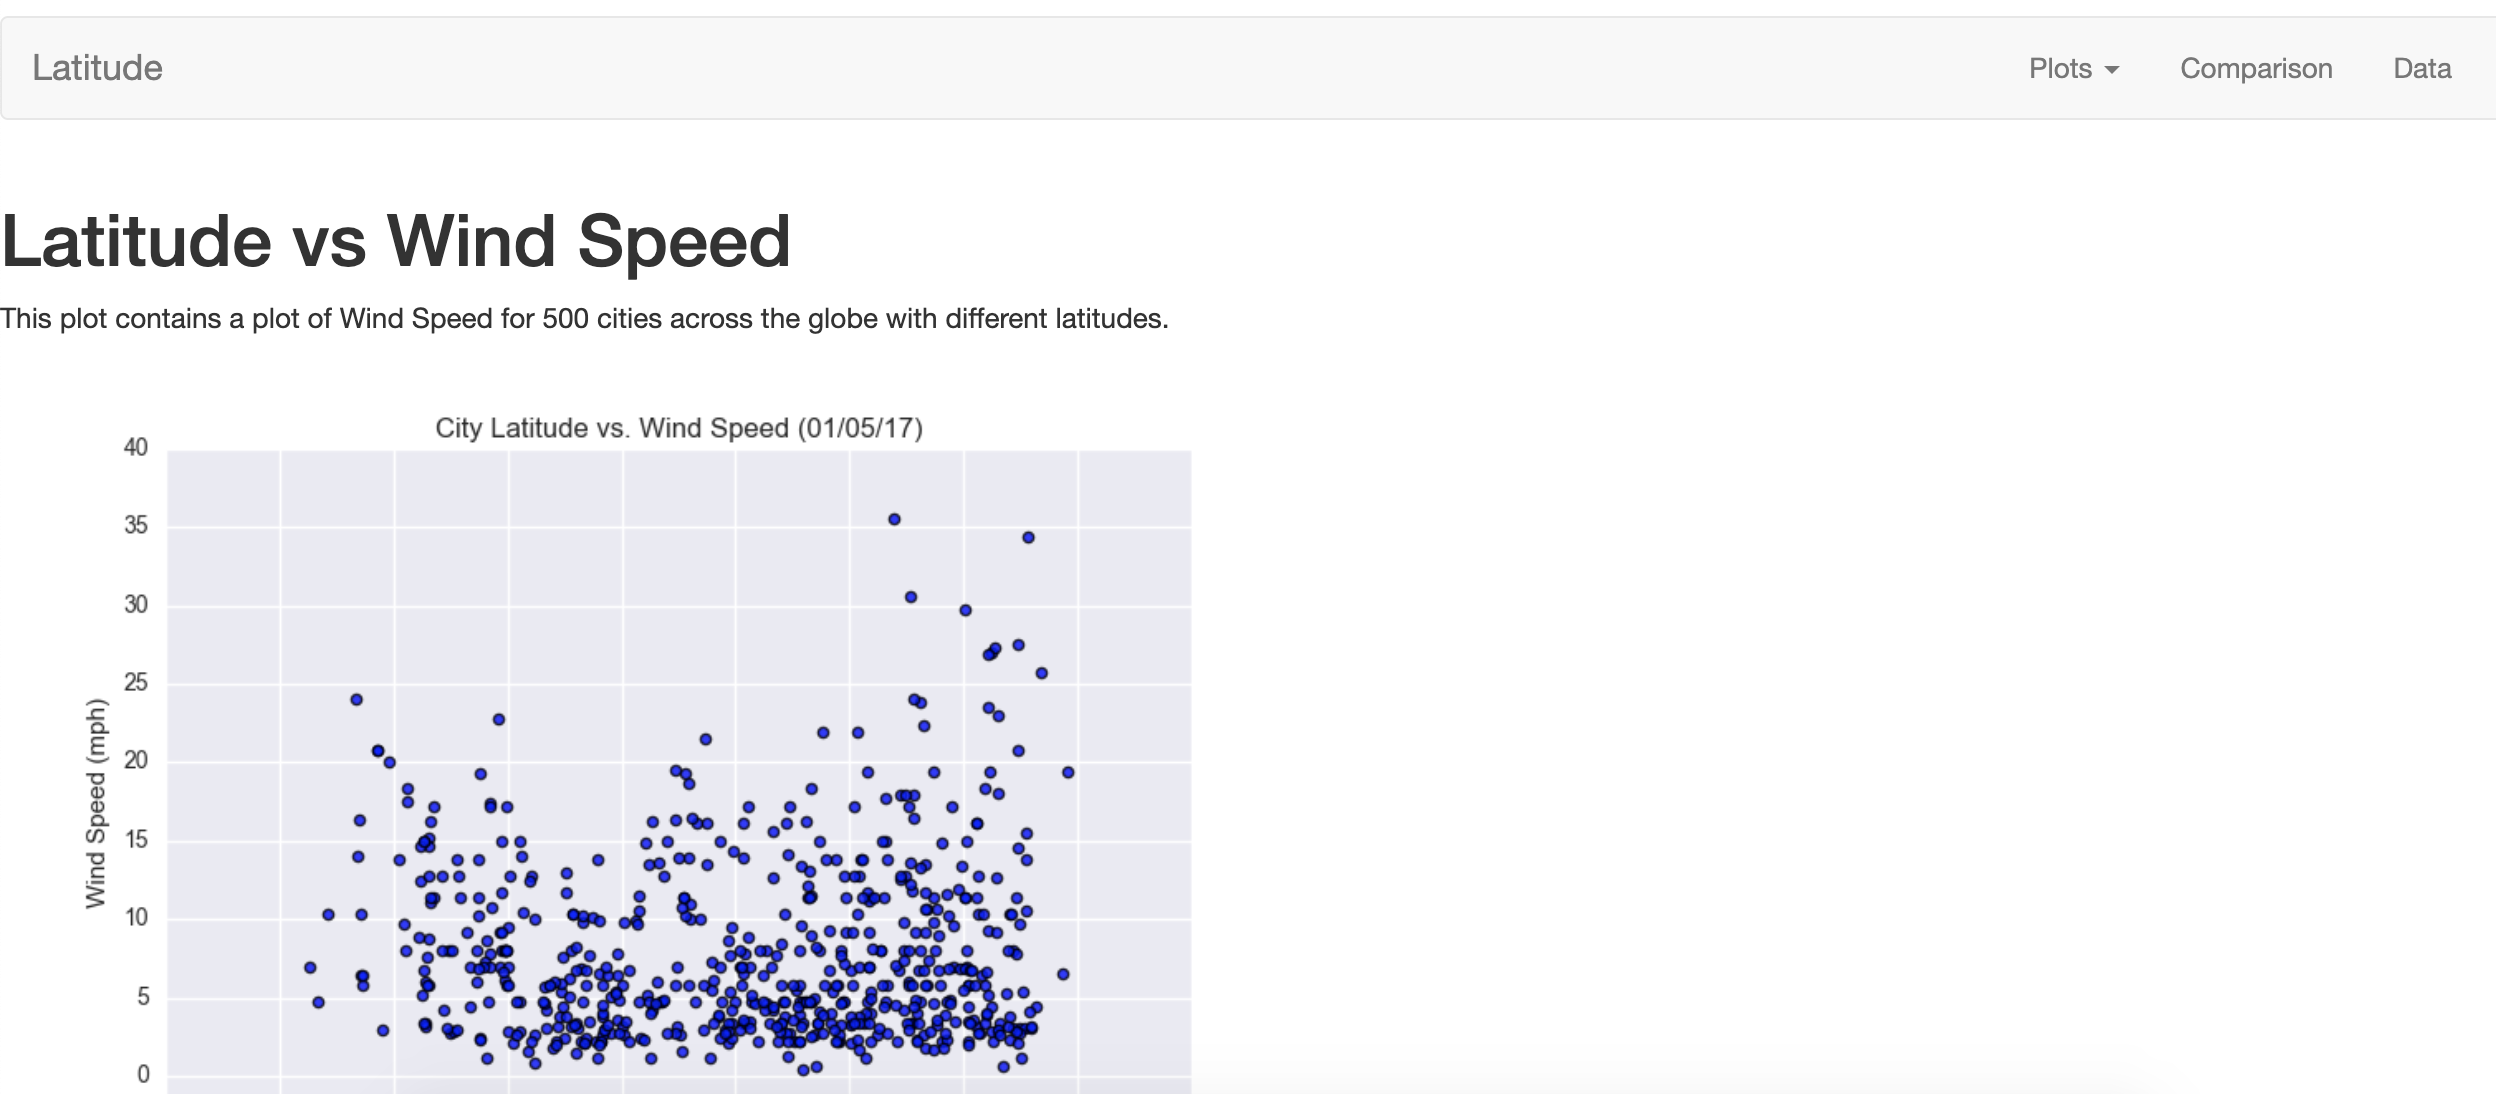 Latitude
Plots Comparison Data
Latitude vs Wind Speed
This plot contains a plot of Wind Speed for 500 cities across the globe with different latitudes.
City Latitude vs. Wind Speed (01/05/17)
40
35
30
25
20
15
10
5
0
Wind Speed (mph)